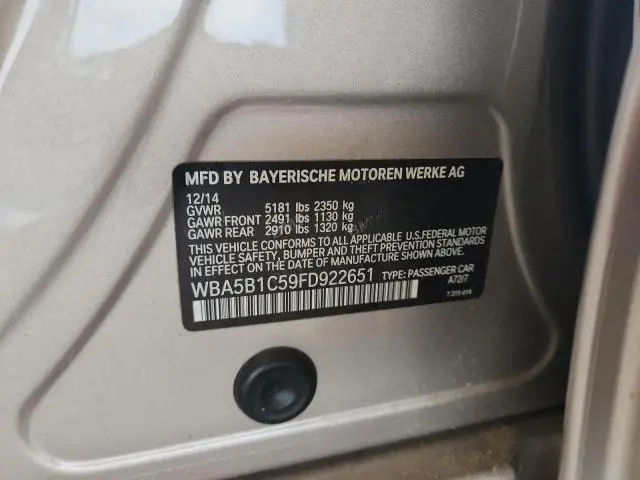 MFD BY BAYERISCHE MOTOREN WERKE AG
12/14
GVWR 5181 lbs 2350 kg
GAWR FRONT 2491 lbs 1130 kg
GAWR REAR 2910 lbs 1320 kg
THIS VEHICLE CONFORMS TO ALL APPLICABLE U.S.FEDERAL MOTOR
VEHICLE SAFETY, BUMPER, AND THEFT PREVENTION STANDARDS
IN EFFECT ON THE DATE OF MANUFACTURE SHOWN ABOVE.
WBA5B1C59FD922651 TYPE: PASSENGER CAR
A72/7